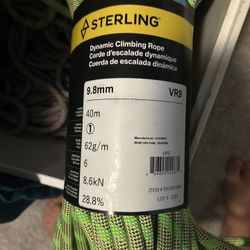 STERLING
Dynamic Climbing Rope
Corde d'escalade dynamique
Cuerda de escalada dinámica
9.8mm
VR9
40m
1
62g/m
6
8.6kN
28.8%